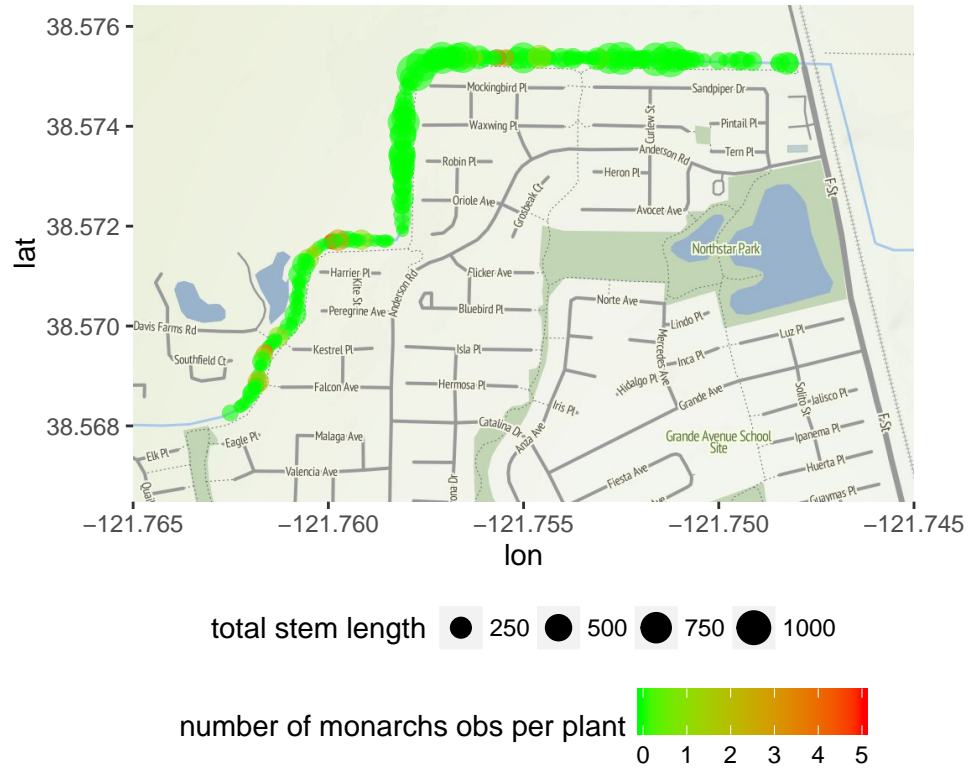 38.576
38.574
38.572
38.570
38.568
lat
Mockingbird Pl
Sandpiper Dr
Waxwing Pl
Curlew St
Pintail Pl
Robin Pl
Anderson Rd
Tern Pl
Heron Pl
F St
Oriole Ave
Grosbeak Ct
Avocet Ave
Northstar Park
Harrier Pl
Kite St
Anderson Rd
Flicker Ave
Peregrine Ave
Bluebird Pl
Norte Ave
Lindo Pl
Luz Pl
Davis Farms Rd
Kestrel Pl
Isla Pl
Mercedes Ave
Inca Pl
Southfield Ct
Falcon Ave
Hermosa Pl
Hidalgo Pl
Grande Ave
Solito St
Jalisco Pl
Iris Pl
F St
Catalina Dr
Anza Ave
Eagle Pl
Malaga Ave
Grande Avenue School
Site
Ipanema Pl
Elk Pl
Valencia Ave
Fiesta Ave
Huerta Pl
Quai
ona Dr
Ave
Guaymas Pl
−121.765
−121.760
−121.755
−121.750
−121.745
lon
total stem length 250 500 750 1000
number of monarchs obs per plant
0 1 2 3 4 5